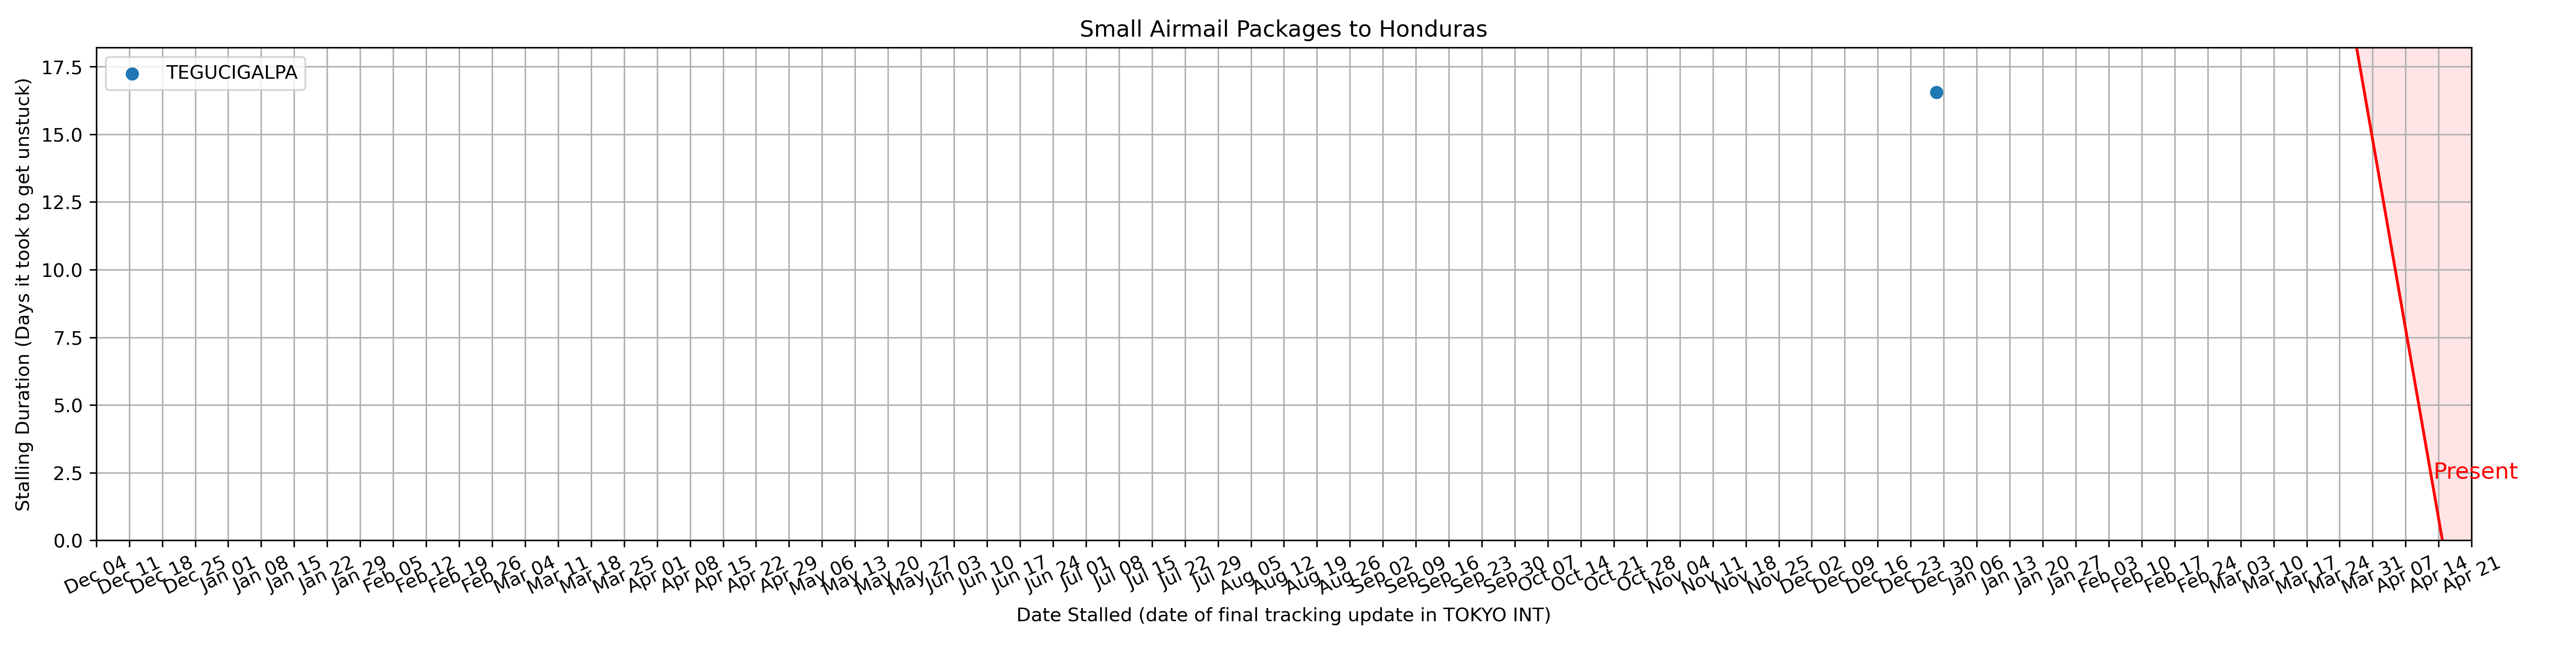 Small Airmail Packages to Honduras
TEGUCIGALPA
Stalling Duration (Days it took to get unstuck)
17.5
15.0
12.5
10.0
7.5
5.0
2.5
0.0
Present
Dec 04 Dec 11 Dec 18 Dec 25 Jan 01 Jan 08 Jan 15 Jan 22 Jan 29 Feb 05 Feb 12 Feb 19 Feb 26 Mar 04 Mar 11 Mar 18 Mar 25 Apr 01 Apr 08 Apr 15 Apr 22 Apr 29 May 06 May 13 May 20 May 27 Jun 03 Jun 10 Jun 17 Jun 24 Jul 01 Jul 08 Jul 15 Jul 22 Jul 29 Aug 05 Aug 12 Aug 19 Aug 26 Sep 02 Sep 09 Sep 16 Sep 23 Sep 30 Oct 07 Oct 14 Oct 21 Oct 28 Nov 04 Nov 11 Nov 18 Nov 25 Dec 02 Dec 09 Dec 16 Dec 23 Dec 30 Jan 06 Jan 13 Jan 20 Jan 27 Feb 03 Feb 10 Feb 17 Feb 24 Mar 03 Mar 10 Mar 17 Mar 24 Mar 31 Apr 07 Apr 14 Apr 21
Date Stalled (date of final tracking update in TOKYO INT)